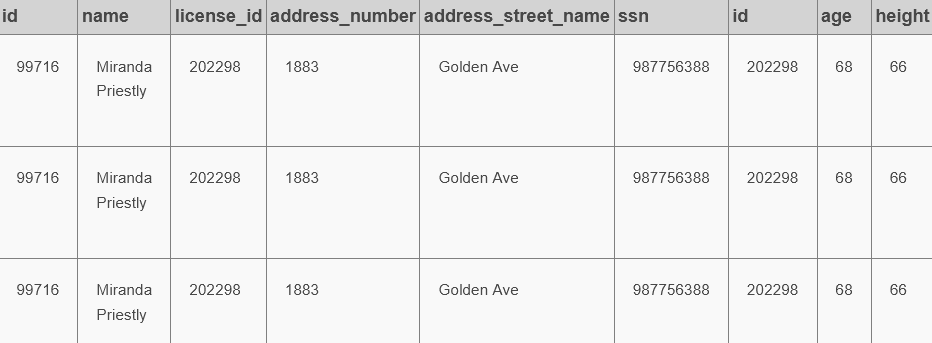 id name license_id address_number address_street_name ssn id age height
99716 Miranda Priestly 202298 1883 Golden Ave 987756388 202298 68 66
99716 Miranda Priestly 202298 1883 Golden Ave 987756388 202298 68 66
99716 Miranda Priestly 202298 1883 Golden Ave 987756388 202298 68 66